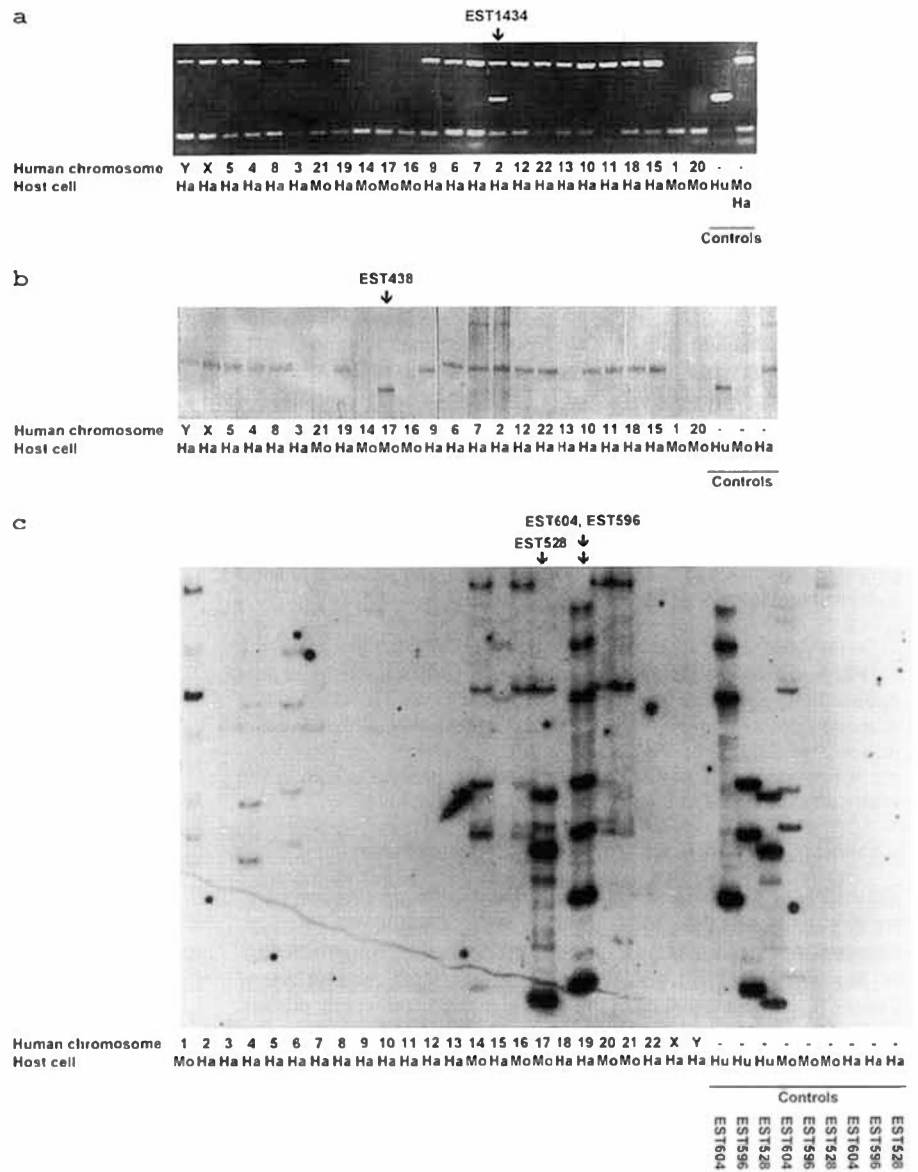 a
EST1434
Human chromosome Y X 5 4 8 3 21 19 14 17 16 9 6 7 2 12 22 13 10 11 18 15 1 20 - -
Host cell Ha Ha Ha Ha Ha Ha Mo Ha Mo Mo Mo Ha Ha Ha Ha Ha Ha Ha Ha Ha Ha Ha Mo Mo Hu Mo
Ha
Controls
b
EST438
Human chromosome Y X 5 4 8 3 21 19 14 17 16 9 6 7 2 12 22 13 10 11 18 15 1 20 - - -
Host cell Ha Ha Ha Ha Ha Ha Mo Ha Mo Mo Mo Ha Ha Ha Ha Ha Ha Ha Ha Ha Ha Ha Mo Mo Hu Mo Ha
Controls
c
EST604, EST596
EST528
Human chromosome 1 2 3 4 5 6 7 8 9 10 11 12 13 14 15 16 17 18 19 20 21 22 X Y - - - - - - - - -
Host cell Mo Ha Ha Ha Ha Ha Ha Ha Ha Ha Ha Ha Ha Mo Ha Mo Mo Ha Ha Mo Mo Ha Ha Ha Hu Hu Hu Mo Mo Mo Ha Ha Ha
Controls
EST604
EST596
EST528
EST604
EST596
EST528
EST604
EST596
EST528